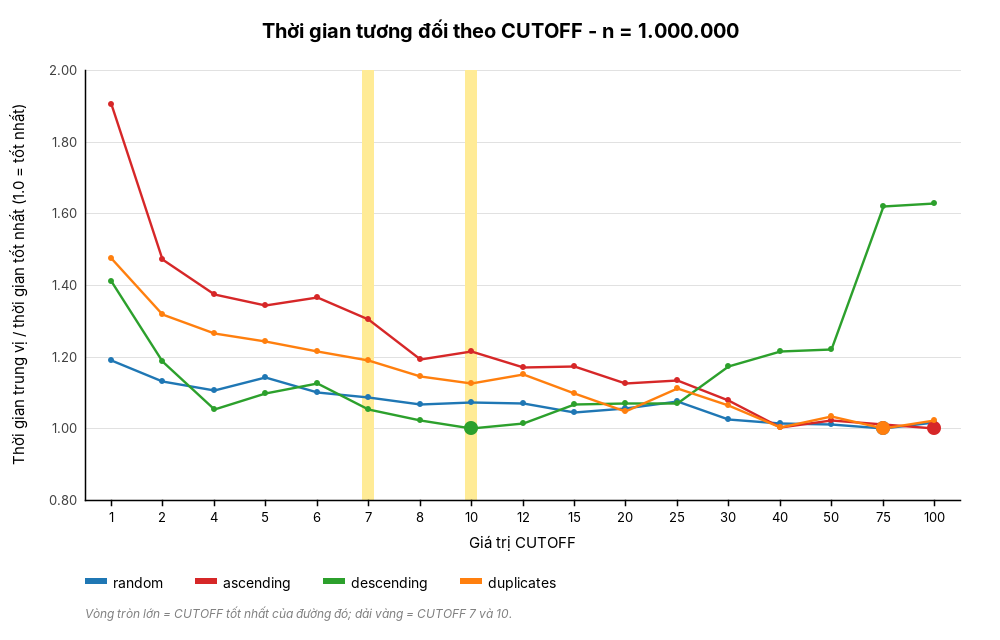 Thời gian tương đối theo CUTOFF - n = 1.000.000
Thời gian trung vị / thời gian tốt nhất (1.0 = tốt nhất)
2.00
1.80
1.60
1.40
1.20
1.00
0.80
1 2 4 5 6 7 8 10 12 15 20 25 30 40 50 75 100
Giá trị CUTOFF
random ascending descending duplicates
Vòng tròn lớn = CUTOFF tốt nhất của đường đó; dải vàng = CUTOFF 7 và 10.